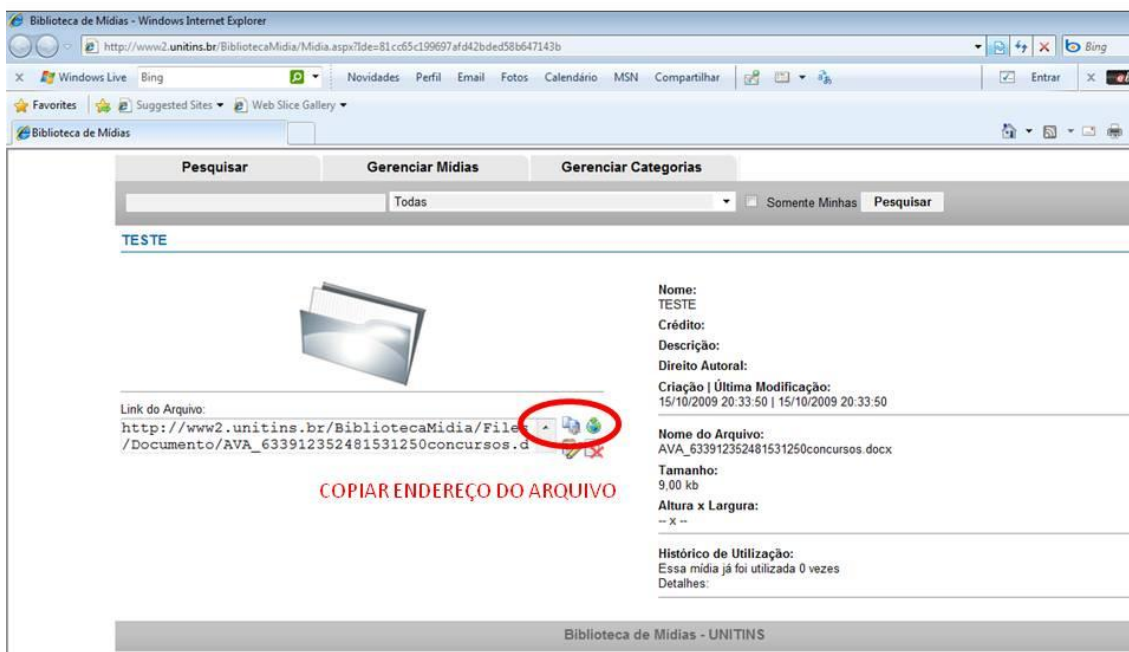 Biblioteca de Mídias - Windows Internet Explorer
http://www2.unitins.br/BibliotecaMidia/Midia.aspx?Ide=81cc65c199697afd42bded58b647143b
Bing
Windows Live Bing Novidades Perfil Email Fotos Calendário MSN Compartilhar Entrar
Favorites Suggested Sites Web Slice Gallery
Biblioteca de Mídias
Pesquisar Gerenciar Mídias Gerenciar Categorias
Todas Somente Minhas Pesquisar
TESTE
Nome:
TESTE
Crédito:
Descrição:
Direito Autoral:
Criação | Última Modificação:
15/10/2009 20:33:50 | 15/10/2009 20:33:50
Link do Arquivo:
http://www2.unitins.br/BibliotecaMidia/Files
/Documento/AVA_633912352481531250concursos.d
COPIAR ENDEREÇO DO ARQUIVO
Nome do Arquivo:
AVA_633912352481531250concursos.docx
Tamanho:
9,00 kb
Altura x Largura:
-- x --
Histórico de Utilização:
Essa mídia já foi utilizada 0 vezes
Detalhes:
Biblioteca de Mídias - UNITINS